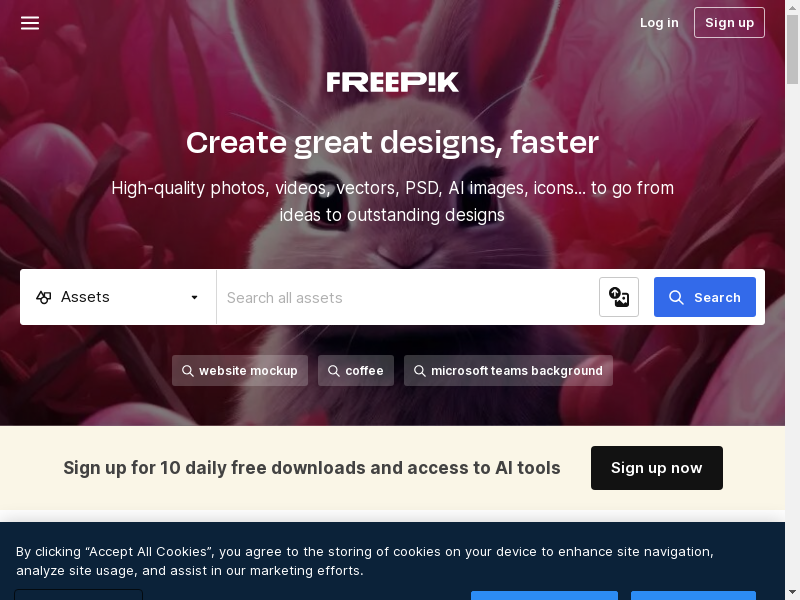 Log in
Sign up
FREEPIK
Create great designs, faster
High-quality photos, videos, vectors, PSD, AI images, icons... to go from
ideas to outstanding designs
Assets
Search all assets
Search
website mockup
coffee
microsoft teams background
Sign up for 10 daily free downloads and access to AI tools
Sign up now
By clicking “Accept All Cookies”, you agree to the storing of cookies on your device to enhance site navigation,
analyze site usage, and assist in our marketing efforts.